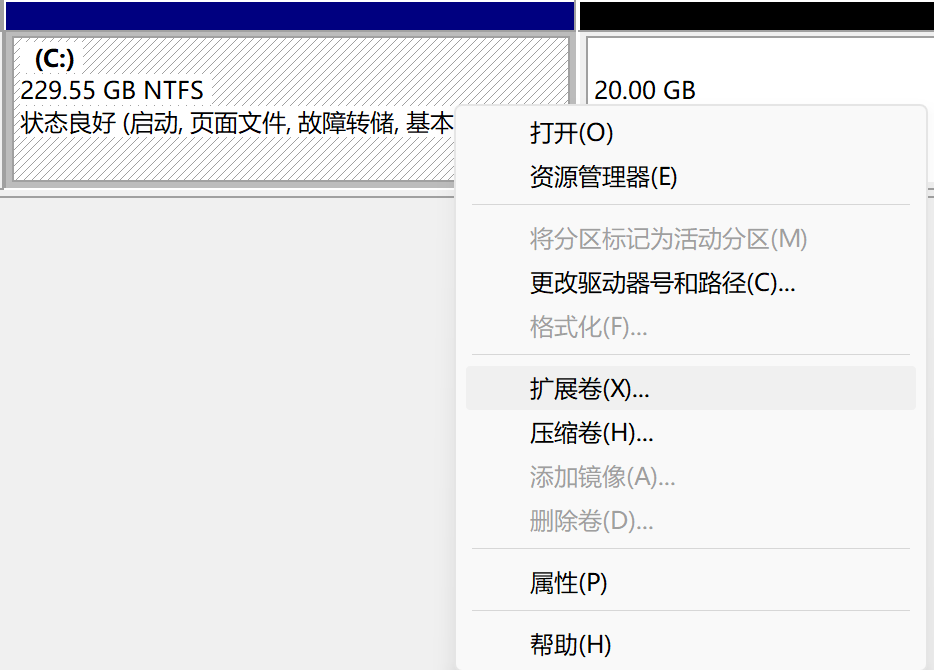 (C:)
229.55 GB NTFS
状态良好 (启动, 页面文件, 故障转储, 基本
20.00 GB
打开(O)
资源管理器(E)
将分区标记为活动分区(M)
更改驱动器号和路径(C)...
格式化(F)...
扩展卷(X)...
压缩卷(H)...
添加镜像(A)...
删除卷(D)...
属性(P)
帮助(H)